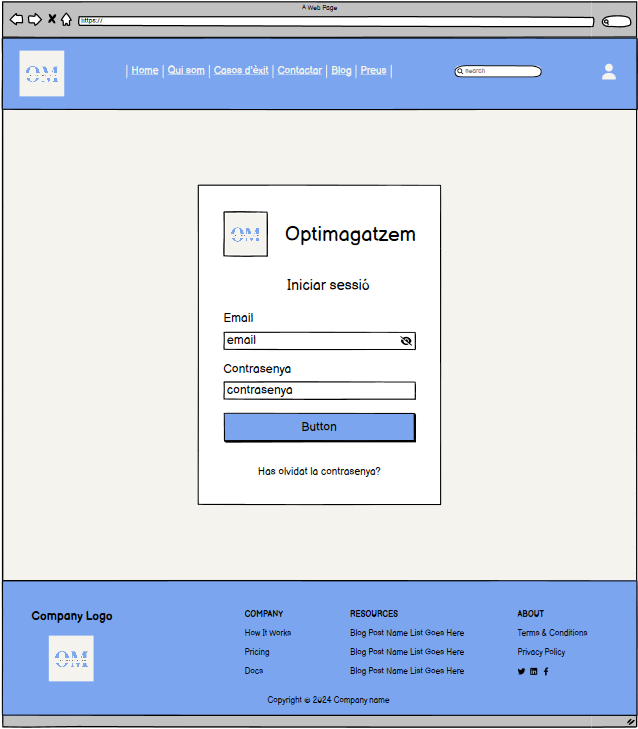 A Web Page
https://
OM | Home | Qui som | Casos d'èxit | Contactar | Blog | Preus | search
OM Optimagatzem
Iniciar sessió
Email
email
Contrasenya
contrasenya
Button
Has olvidat la contrasenya?
Company Logo
OM
COMPANY
How It Works
Pricing
Docs
RESOURCES
Blog Post Name List Goes Here
Blog Post Name List Goes Here
Blog Post Name List Goes Here
ABOUT
Terms & Conditions
Privacy Policy
Copyright © 2024 Company name